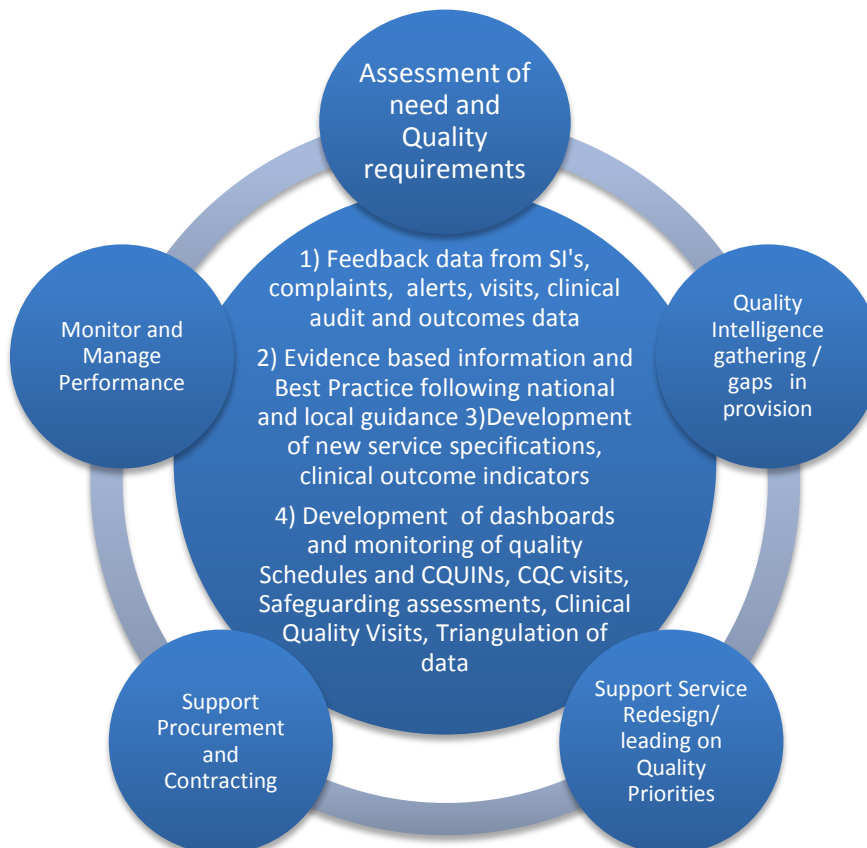 Assessment of
need and
Quality
requirements
1) Feedback data from SI's,
complaints,  alerts, visits, clinical
audit and outcomes data
2) Evidence based information and
Best Practice following national
and local guidance 3)Development
of new service specifications,
clinical outcome indicators
4) Development  of dashboards
and monitoring of quality
Schedules and CQUINs, CQC visits,
Safeguarding assessments, Clinical
Quality Visits, Triangulation of
data
Quality
Intelligence
gathering /
gaps  in
provision
Support Service
Redesign/
leading on
Quality
Priorities
Support
Procurement
and
Contracting
Monitor and
Manage
Performance